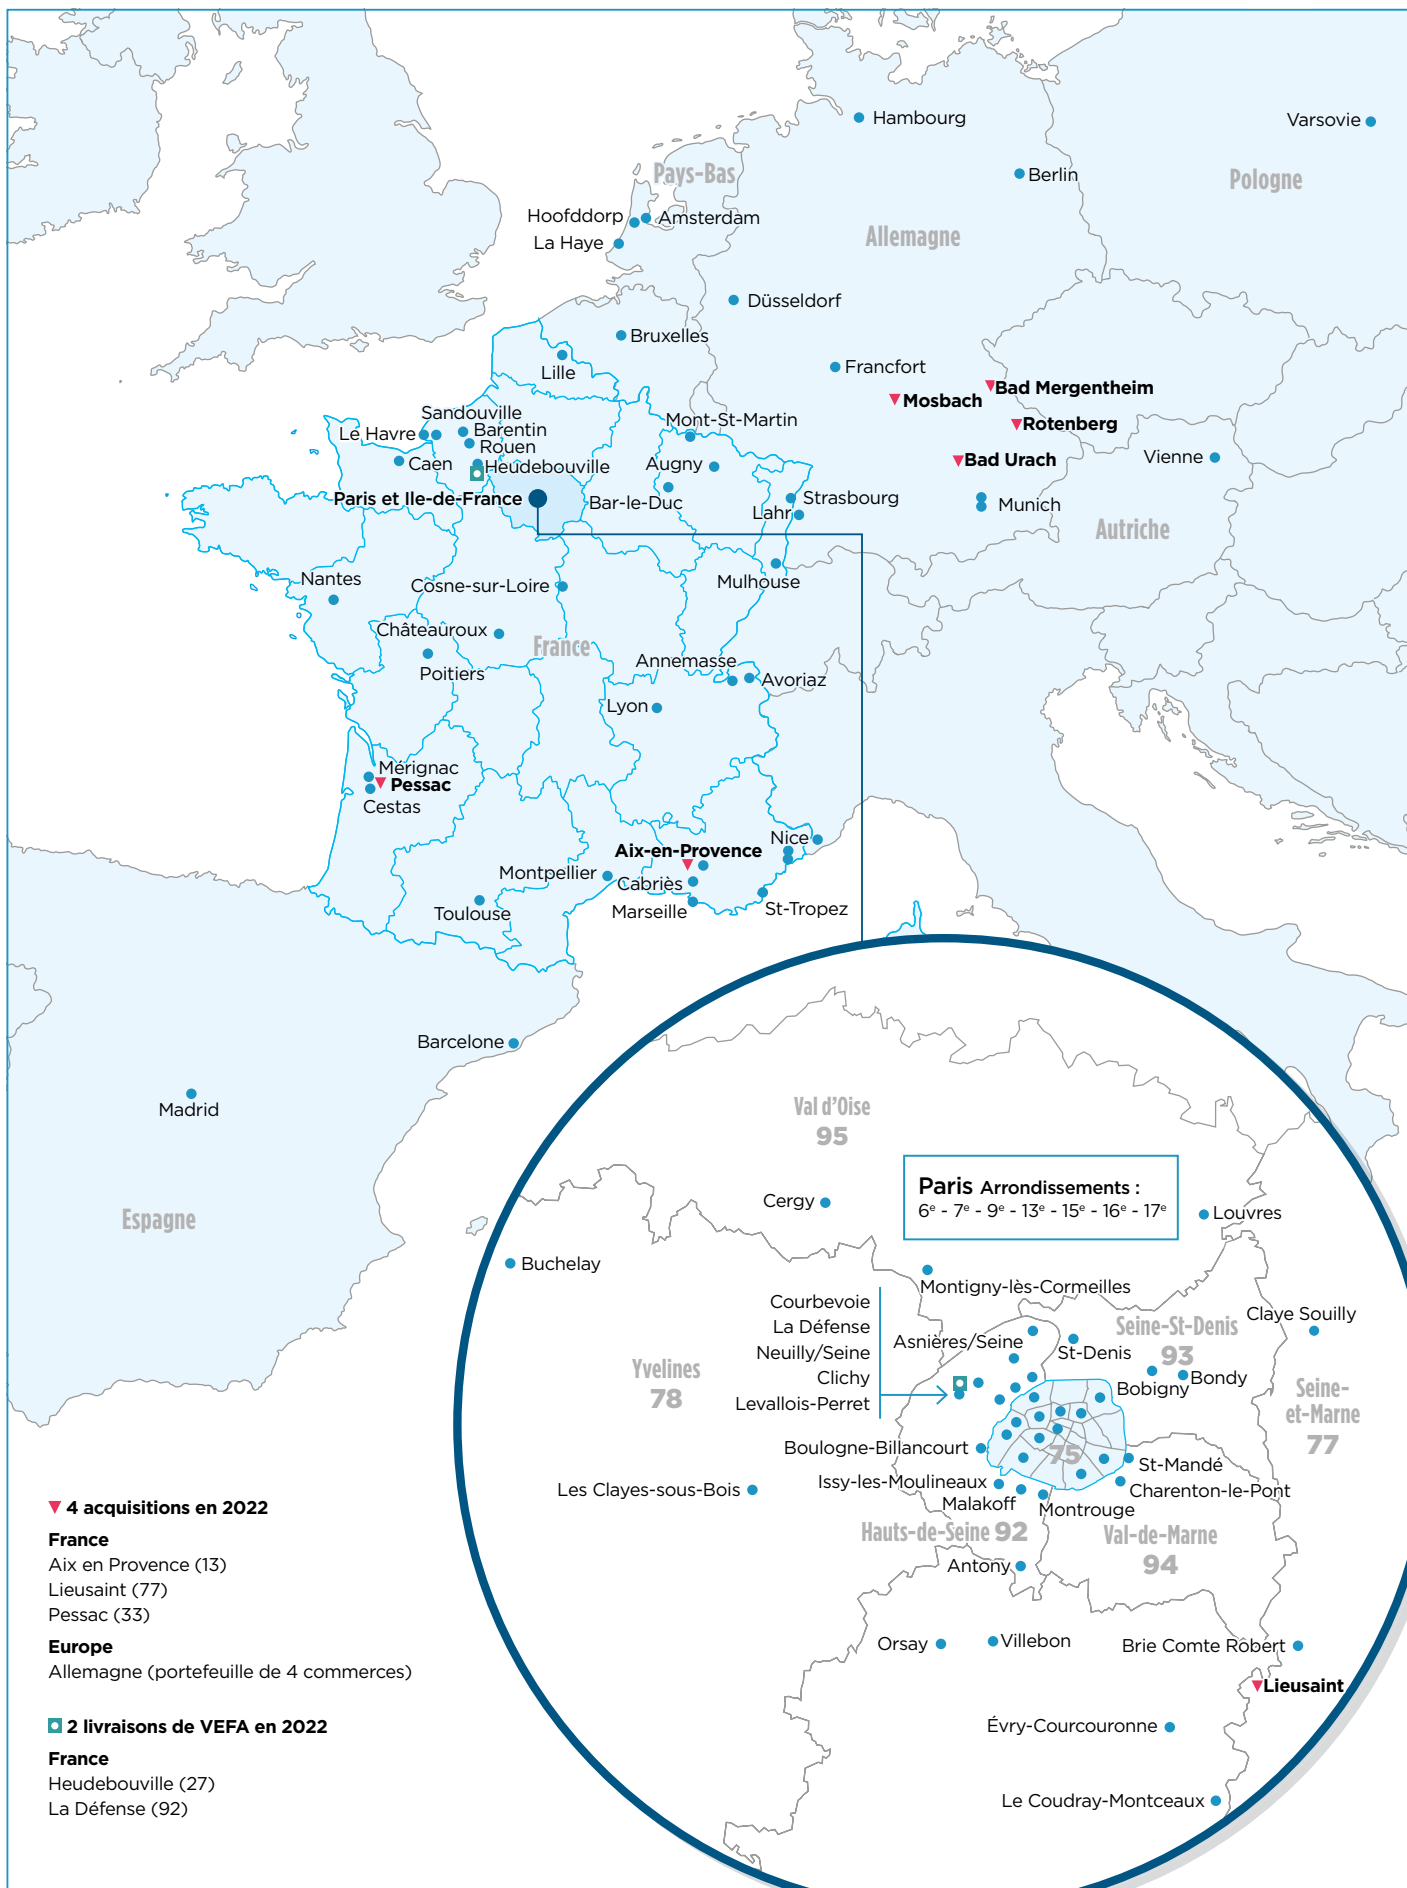 Hambourg
Varsovie
Pays-Bas
Berlin
Pologne
Hoofddorp
Amsterdam
La Haye
Allemagne
Düsseldorf
Bruxelles
Lille
Francfort
Bad Mergentheim
Mosbach
Sandouville
Mont-St-Martin
Rotenberg
Le Havre
Barentin
Rouen
Caen
Heudebouville
Augny
Bad Urach
Vienne
Paris et Ile-de-France
Bar-le-Duc
Strasbourg
Lahr
Munich
Autriche
Nantes
Cosne-sur-Loire
Mulhouse
Châteauroux
France
Poitiers
Annemasse
Avoriaz
Lyon
Mérignac
Pessac
Cestas
Nice
Aix-en-Provence
Montpellier
Cabriès
Toulouse
Marseille
St-Tropez
Barcelone
Madrid
Espagne
Val d’Oise
95
Paris Arrondissements :
6e - 7e - 9e - 13e - 15e - 16e - 17e
Cergy
Louvres
Buchelay
Montigny-lès-Cormeilles
Courbevoie
La Défense
Neuilly/Seine
Clichy
Levallois-Perret
Asnières/Seine
St-Denis
Seine-St-Denis
93
Claye Souilly
Yvelines
78
Bobigny
Bondy
Seine-
et-Marne
77
Boulogne-Billancourt
75
St-Mandé
Issy-les-Moulineaux
Charenton-le-Pont
Les Clayes-sous-Bois
Malakoff
Montrouge
Hauts-de-Seine 92
Val-de-Marne
94
Antony
Orsay
Villebon
Brie Comte Robert
Lieusaint
Évry-Courcouronne
Le Coudray-Montceaux
4 acquisitions en 2022
France
Aix en Provence (13)
Lieusaint (77)
Pessac (33)
Europe
Allemagne (portefeuille de 4 commerces)
2 livraisons de VEFA en 2022
France
Heudebouville (27)
La Défense (92)